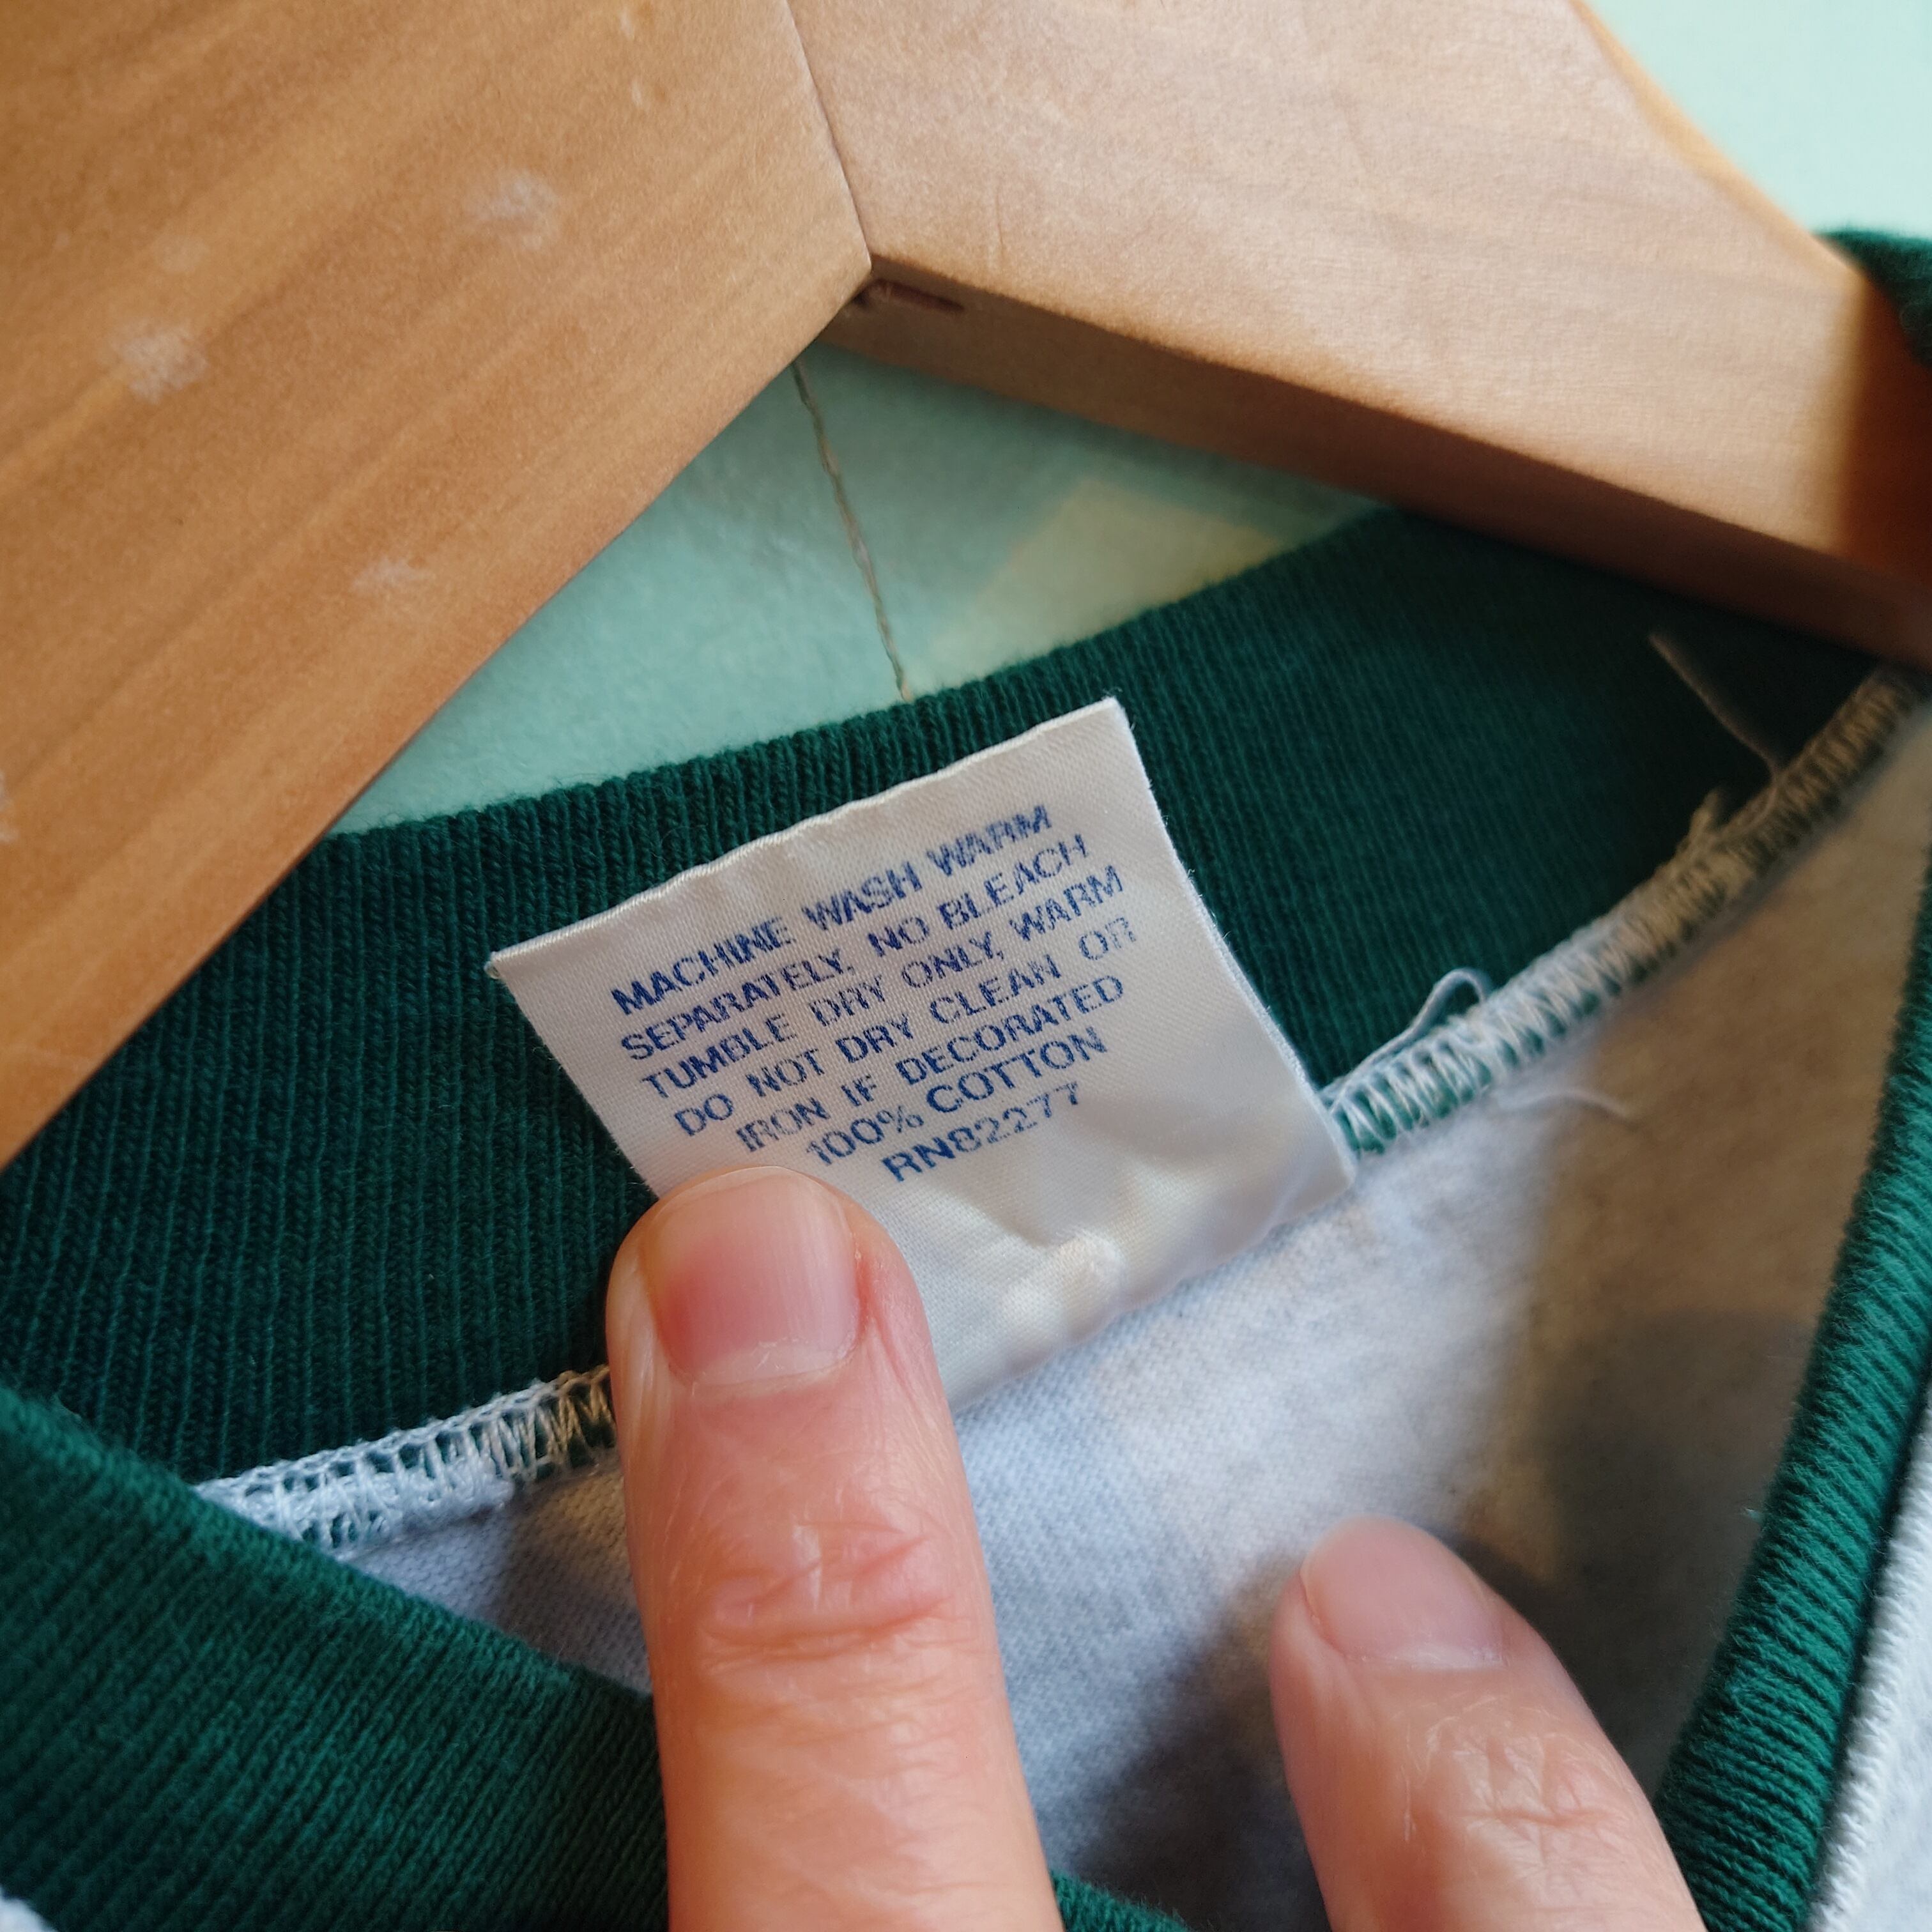 MACHINE WASH WARM
SEPARATELY, NO BLEACH
TUMBLE DRY ONLY, WARM
DO NOT DRY CLEAN OR
IRON IF DECORATED
100% COTTON
RN82277